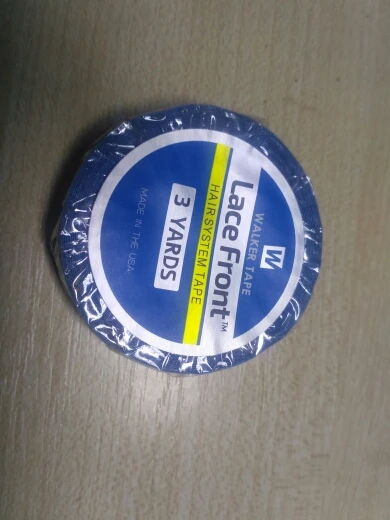 W
WALKER TAPE
Lace Front™
HAIR SYSTEM TAPE
3 YARDS
MADE IN THE USA